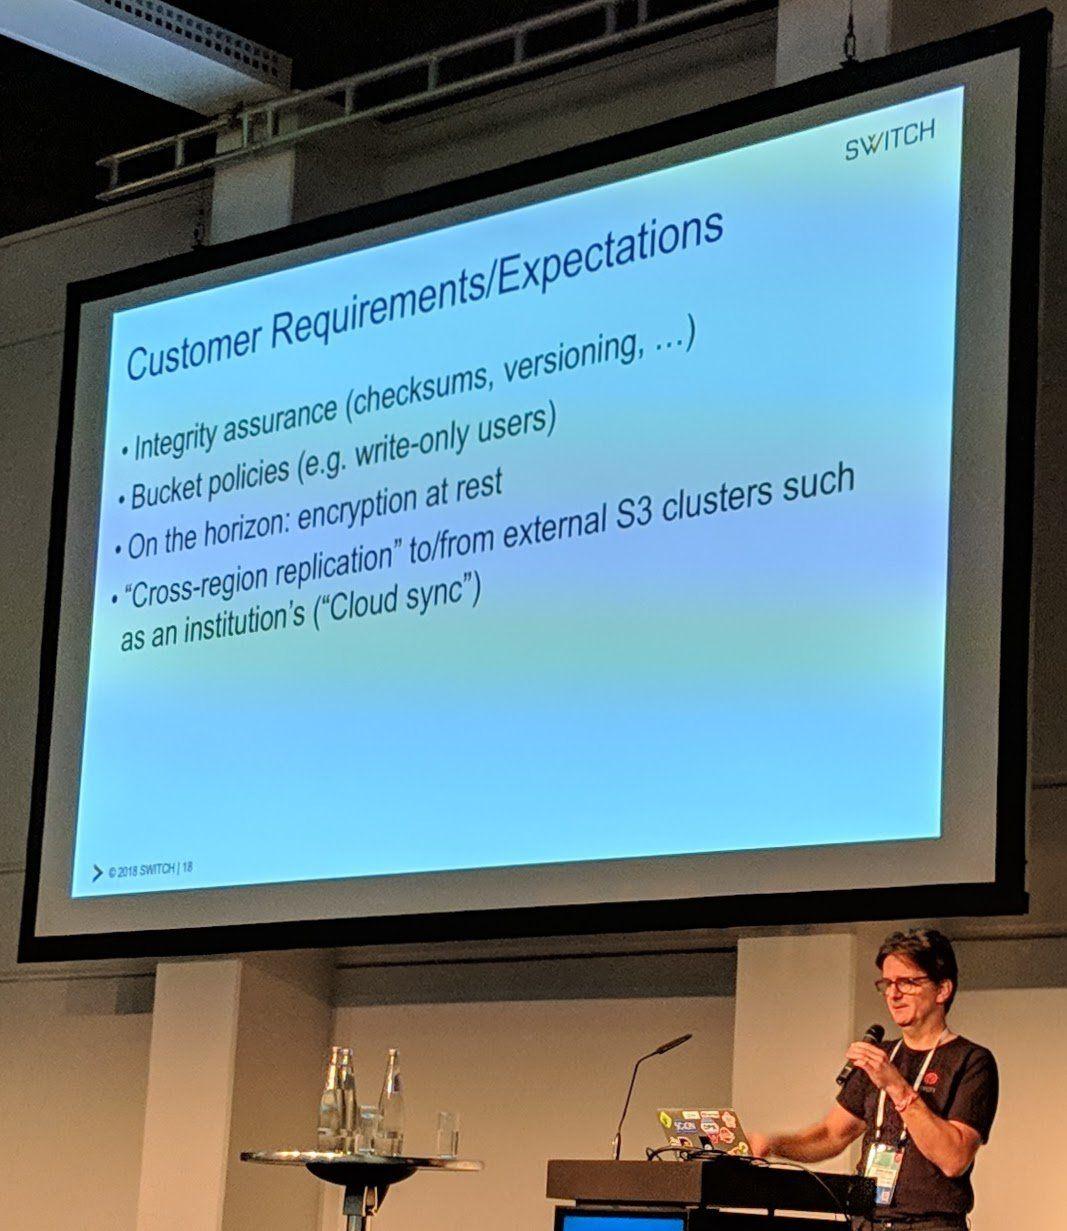 SWITCH
Customer Requirements/Expectations
• Integrity assurance (checksums, versioning, …)
• Bucket policies (e.g. write-only users)
• On the horizon: encryption at rest
• “Cross-region replication” to/from external S3 clusters such
as an institution’s (“Cloud sync”)
© 2018 SWITCH | 18